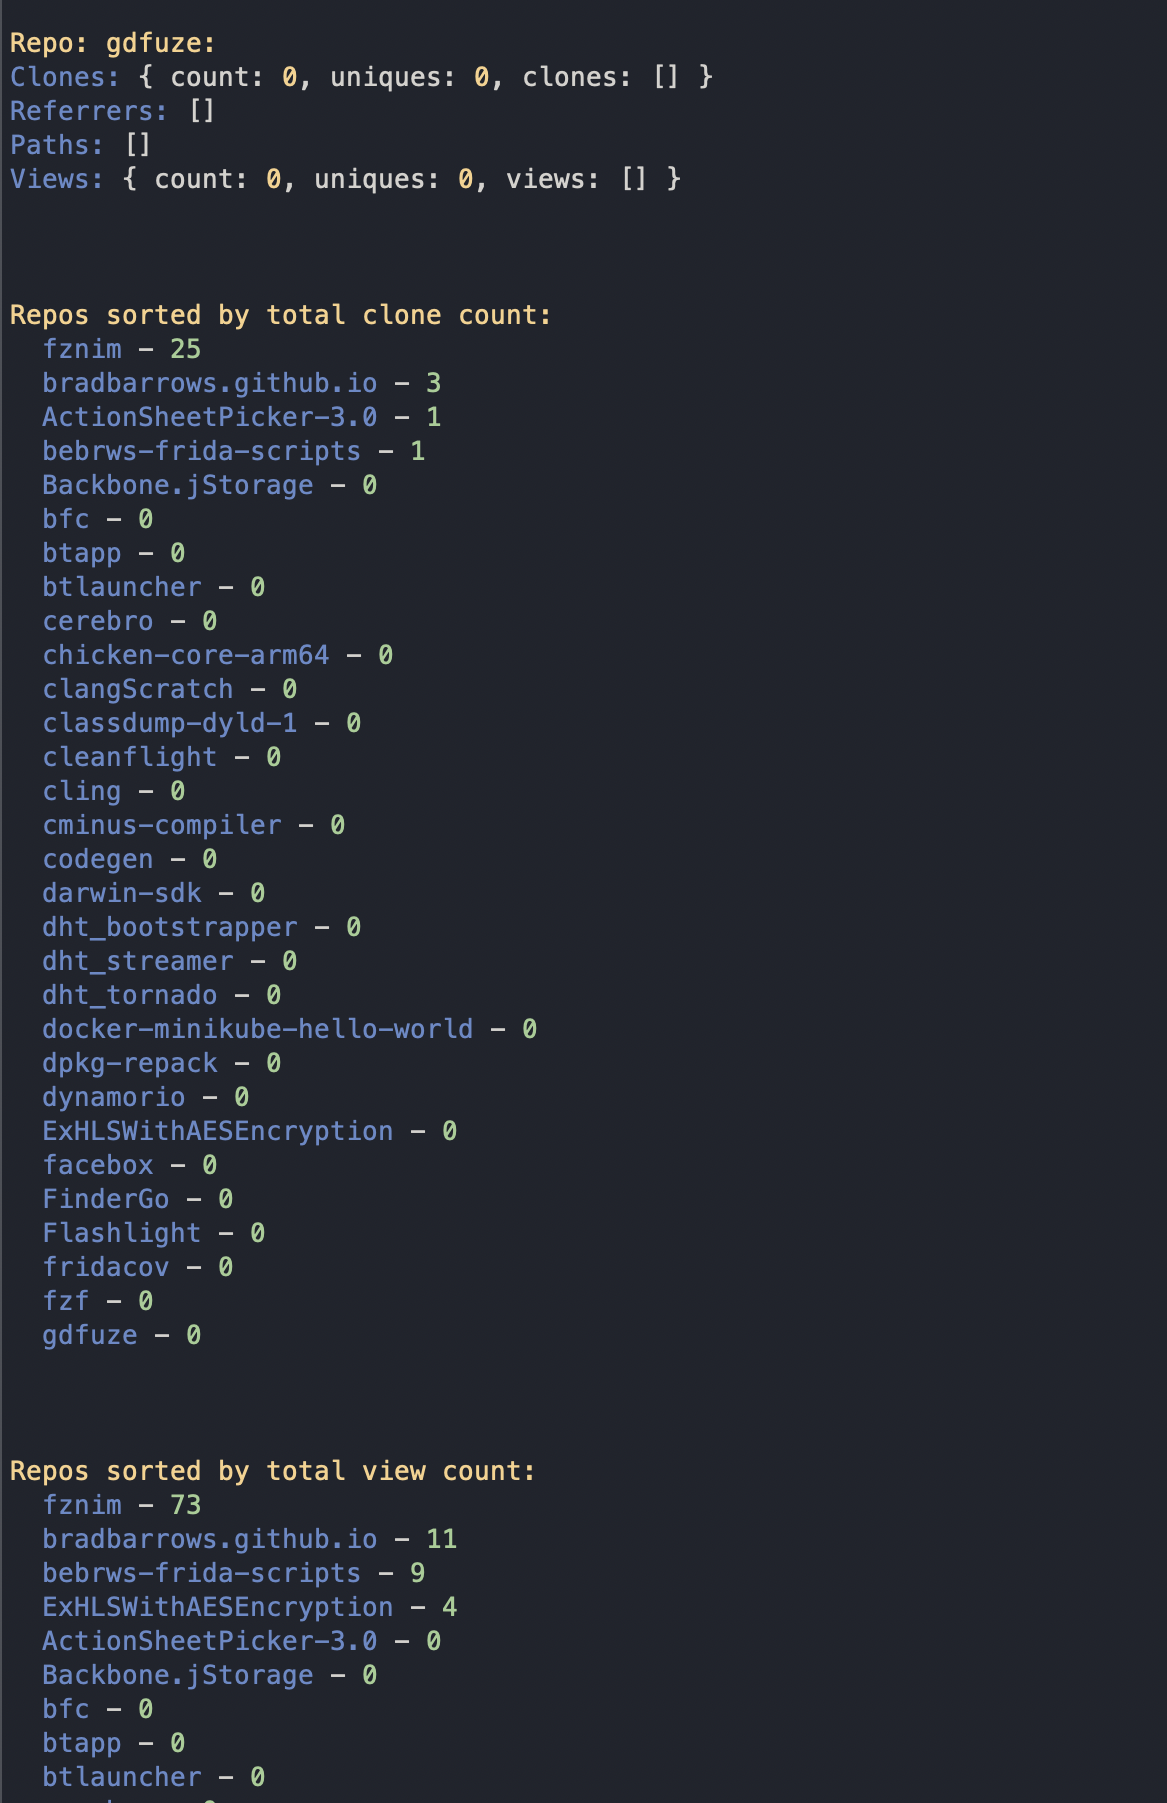 Repo: gdfuze:
Clones: { count: 0, uniques: 0, clones: [] }
Referrers: []
Paths: []
Views: { count: 0, uniques: 0, views: [] }
Repos sorted by total clone count:
fznim – 25
bradbarrows.github.io – 3
ActionSheetPicker-3.0 – 1
bebrws-frida-scripts – 1
Backbone.jStorage – 0
bfc – 0
btapp – 0
btlauncher – 0
cerebro – 0
chicken-core-arm64 – 0
clangScratch – 0
classdump-dyld-1 – 0
cleanflight – 0
cling – 0
cminus-compiler – 0
codegen – 0
darwin-sdk – 0
dht_bootstrapper – 0
dht_streamer – 0
dht_tornado – 0
docker-minikube-hello-world – 0
dpkg-repack – 0
dynamorio – 0
ExHLSWithAESEncryption – 0
facebox – 0
FinderGo – 0
Flashlight – 0
fridacov – 0
fzf – 0
gdfuze – 0
Repos sorted by total view count:
fznim – 73
bradbarrows.github.io – 11
bebrws-frida-scripts – 9
ExHLSWithAESEncryption – 4
ActionSheetPicker-3.0 – 0
Backbone.jStorage – 0
bfc – 0
btapp – 0
btlauncher – 0